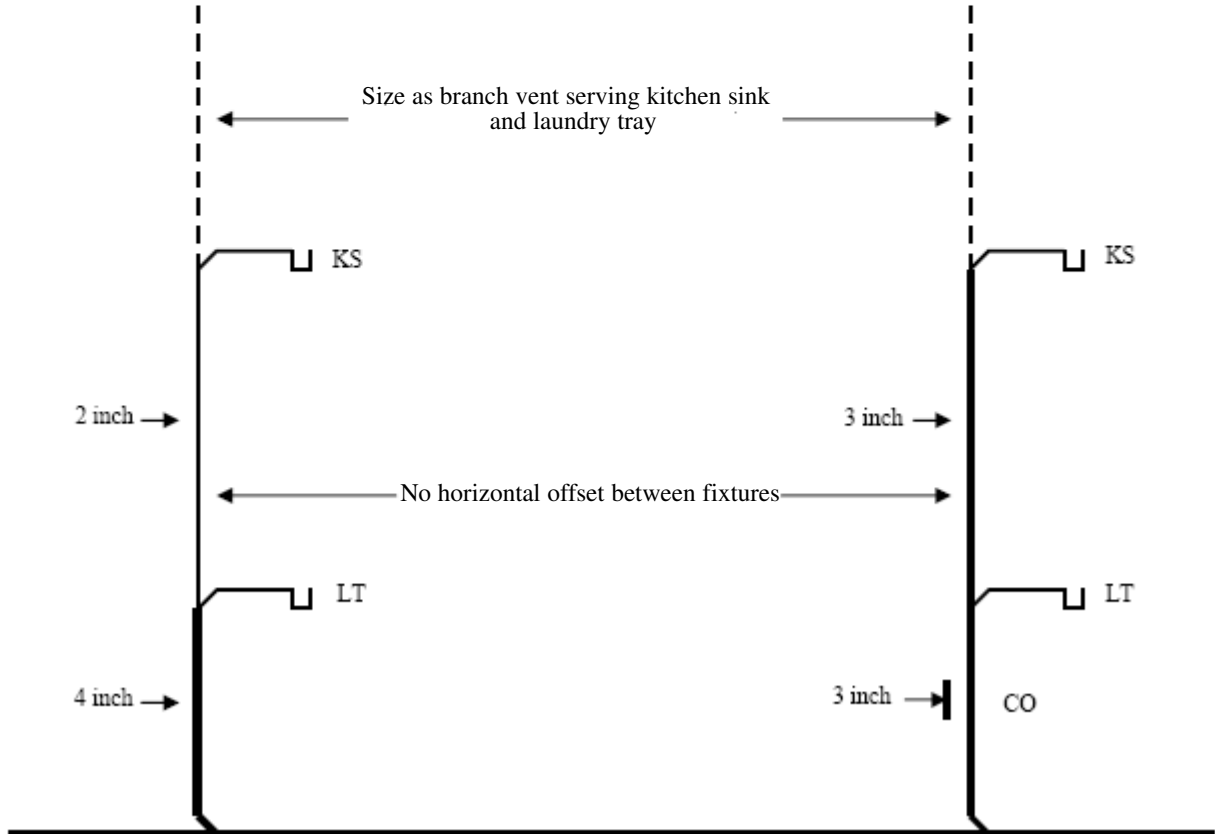 Size as branch vent serving kitchen sink
and laundry tray
KS
KS
2 inch
3 inch
No horizontal offset between fixtures
LT
LT
4 inch
3 inch
CO